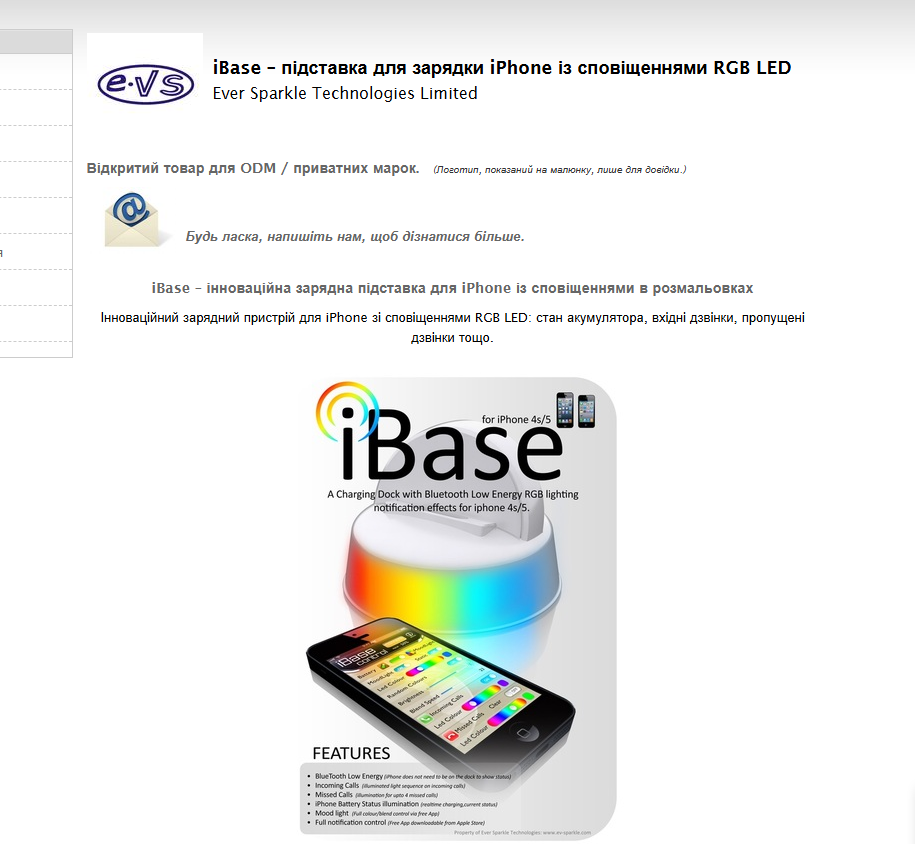 e·vs
iBase – підставка для зарядки iPhone із сповіщеннями RGB LED
Ever Sparkle Technologies Limited
Відкритий товар для ODM / приватних марок. (Логотип, показаний на малюнку, лише для довідки.)
Будь ласка, напишіть нам, щоб дізнатися більше.
я
iBase – інноваційна зарядна підставка для iPhone із сповіщеннями в розмальовках
Інноваційний зарядний пристрій для iPhone зі сповіщеннями RGB LED: стан акумулятора, вхідні дзвінки, пропущені
дзвінки тощо.
for iPhone 4s/5
iBase
A Charging Dock with Bluetooth Low Energy RGB lighting
notification effects for iphone 4s/5.
iBase
control
Battery
Moodlight
MoodLight
Static
Led Colour
Random Colours
Brightness
Blend Speed
Incoming Calls
Led Colour
Clear
Missed Calls
Led Colour
FEATURES
• BlueTooth Low Energy (iPhone does not need to be on the dock to show status)
• Incoming Calls (illuminated light sequence on incoming calls)
• Missed Calls (illumination for upto 4 missed calls)
• iPhone Battery Status illumination (realtime charging,current status)
• Mood light (Full colour/blend control via free App)
• Full notification control (Free App downloadable from Apple Store)
Property of Ever Sparkle Technologies: www.ev-sparkle.com